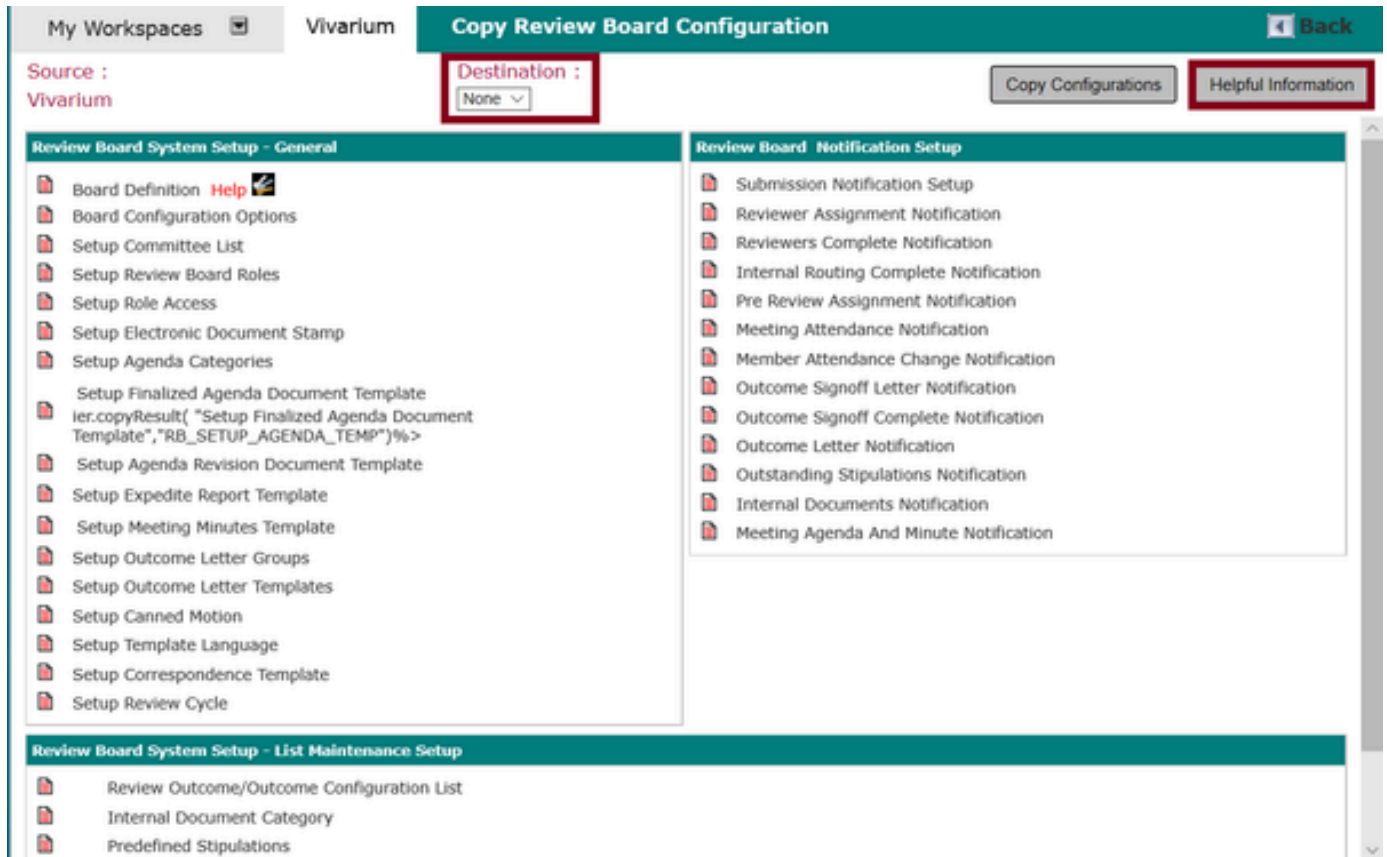 My Workspaces
Vivarium
Copy Review Board Configuration
Back
Source :
Vivarium
Destination :
None
Copy Configurations
Helpful Information
Review Board System Setup - General
Board Definition Help
Board Configuration Options
Setup Committee List
Setup Review Board Roles
Setup Role Access
Setup Electronic Document Stamp
Setup Agenda Categories
Setup Finalized Agenda Document Template
ier.copyResult( "Setup Finalized Agenda Document
Template","RB_SETUP_AGENDA_TEMP")%>
Setup Agenda Revision Document Template
Setup Expedite Report Template
Setup Meeting Minutes Template
Setup Outcome Letter Groups
Setup Outcome Letter Templates
Setup Canned Motion
Setup Template Language
Setup Correspondence Template
Setup Review Cycle
Review Board Notification Setup
Submission Notification Setup
Reviewer Assignment Notification
Reviewers Complete Notification
Internal Routing Complete Notification
Pre Review Assignment Notification
Meeting Attendance Notification
Member Attendance Change Notification
Outcome Signoff Letter Notification
Outcome Signoff Complete Notification
Outcome Letter Notification
Outstanding Stipulations Notification
Internal Documents Notification
Meeting Agenda And Minute Notification
Review Board System Setup - List Maintenance Setup
Review Outcome/Outcome Configuration List
Internal Document Category
Predefined Stipulations